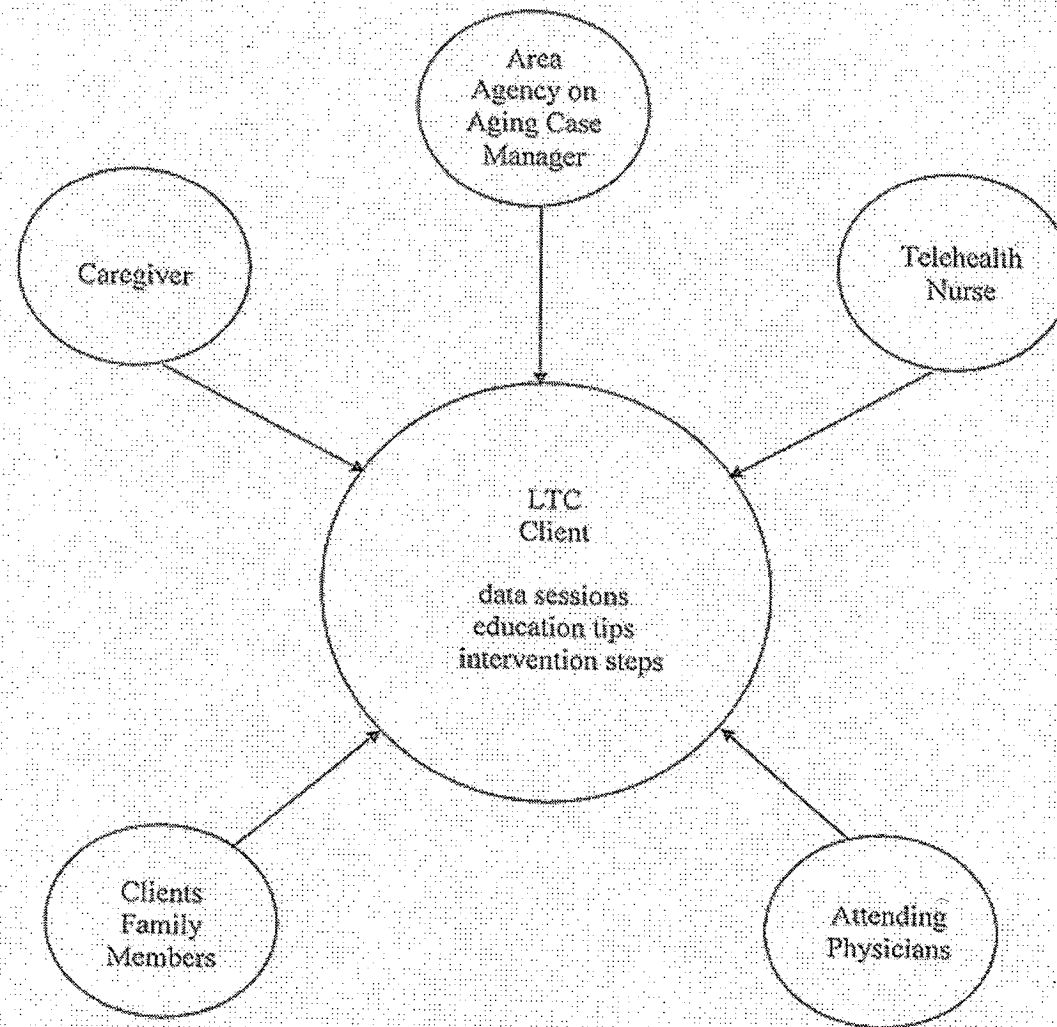 Area
Agency on
Aging Case
Manager
Caregiver
Telehealth
Nurse
LTC
Client
data sessions
education tips
intervention steps
Clients
Family
Members
Attending
Physicians